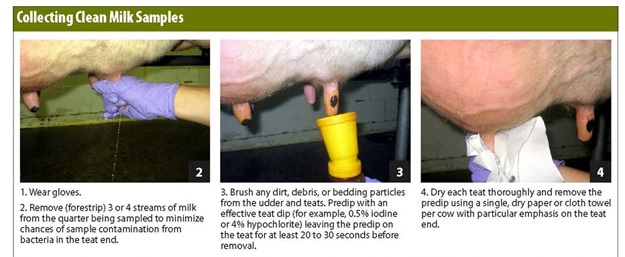 Collecting Clean Milk Samples
2
3
4
1. Wear gloves.
2. Remove (forestrip) 3 or 4 streams of milk
from the quarter being sampled to minimize
chances of sample contamination from
bacteria in the teat end.
3. Brush any dirt, debris, or bedding particles
from the udder and teats. Predip with an
effective teat dip (for example, 0.5% iodine
or 4% hypochlorite) leaving the predip on
the teat for at least 20 to 30 seconds before
removal.
4. Dry each teat thoroughly and remove the
predip using a single, dry paper or cloth towel
per cow with particular emphasis on the teat
end.